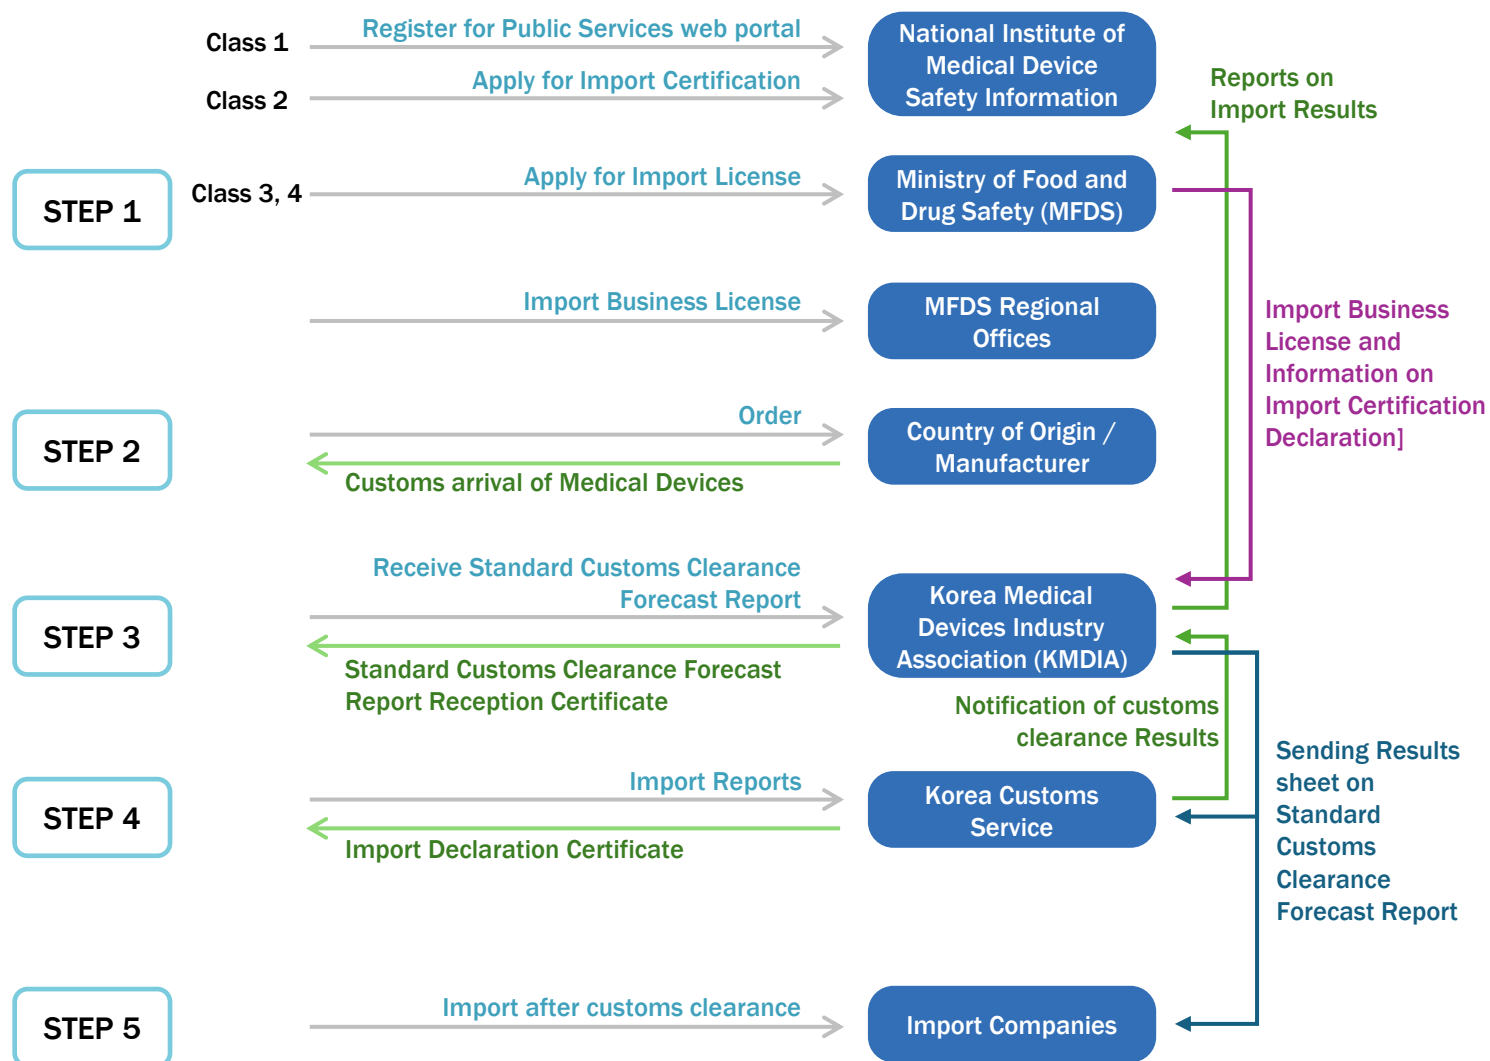 Class 1
Register for Public Services web portal
National Institute of
Medical Device
Safety Information
Class 2
Apply for Import Certification
Reports on
Import Results
STEP 1
Class 3, 4
Apply for Import License
Ministry of Food and
Drug Safety (MFDS)
Import Business License
MFDS Regional
Offices
Import Business
License and
Information on
Import Certification
Declaration]
STEP 2
Order
Customs arrival of Medical Devices
Country of Origin /
Manufacturer
STEP 3
Receive Standard Customs Clearance
Forecast Report
Standard Customs Clearance Forecast
Report Reception Certificate
Korea Medical
Devices Industry
Association (KMDIA)
Notification of customs
clearance Results
Sending Results
sheet on
Standard
Customs
Clearance
Forecast Report
STEP 4
Import Reports
Import Declaration Certificate
Korea Customs
Service
STEP 5
Import after customs clearance
Import Companies